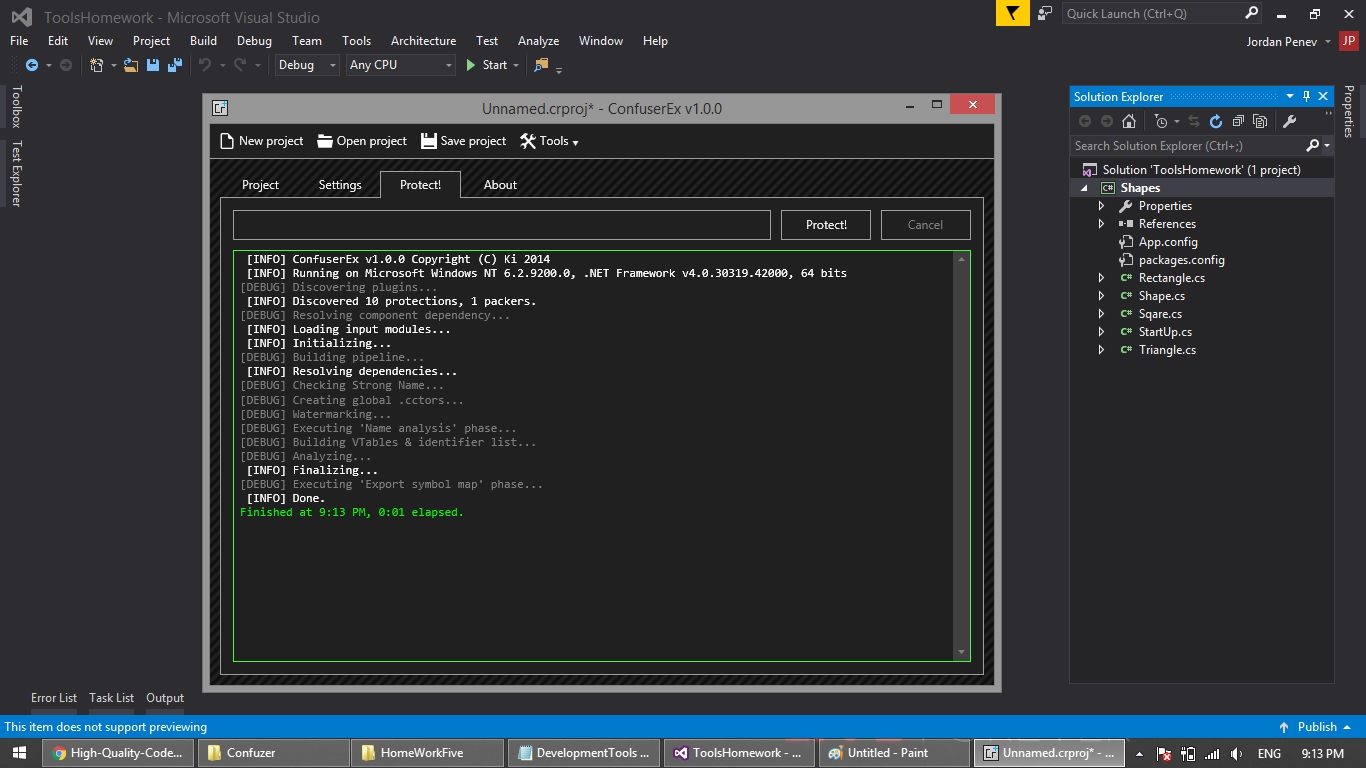 ToolsHomework - Microsoft Visual Studio
Quick Launch (Ctrl+Q)
File Edit View Project Build Debug Team Tools Architecture Test Analyze Window Help
Jordan Penev JP
Debug Any CPU Start
Toolbox
Test Explorer
Unnamed.crproj* - ConfuserEx v1.0.0
New project Open project Save project Tools
Project Settings Protect! About
Protect! Cancel
[INFO] ConfuserEx v1.0.0 Copyright (C) Ki 2014
[INFO] Running on Microsoft Windows NT 6.2.9200.0, .NET Framework v4.0.30319.42000, 64 bits
[DEBUG] Discovering plugins...
[INFO] Discovered 10 protections, 1 packers.
[DEBUG] Resolving component dependency...
[INFO] Loading input modules...
[INFO] Initializing...
[DEBUG] Building pipeline...
[INFO] Resolving dependencies...
[DEBUG] Checking Strong Name...
[DEBUG] Creating global .cctors...
[DEBUG] Watermarking...
[DEBUG] Executing 'Name analysis' phase...
[DEBUG] Building VTables & identifier list...
[DEBUG] Analyzing...
[INFO] Finalizing...
[DEBUG] Executing 'Export symbol map' phase...
[INFO] Done.
Finished at 9:13 PM, 0:01 elapsed.
Solution Explorer
Search Solution Explorer (Ctrl+;)
Solution 'ToolsHomework' (1 project)
C# Shapes
Properties
References
App.config
packages.config
C# Rectangle.cs
C# Shape.cs
C# Sqare.cs
C# StartUp.cs
C# Triangle.cs
Properties
Error List Task List Output
This item does not support previewing
Publish
High-Quality-Code... Confuzer HomeWorkFive DevelopmentTools ... ToolsHomework - ... Untitled - Paint Unnamed.crproj* - ... ENG 9:13 PM